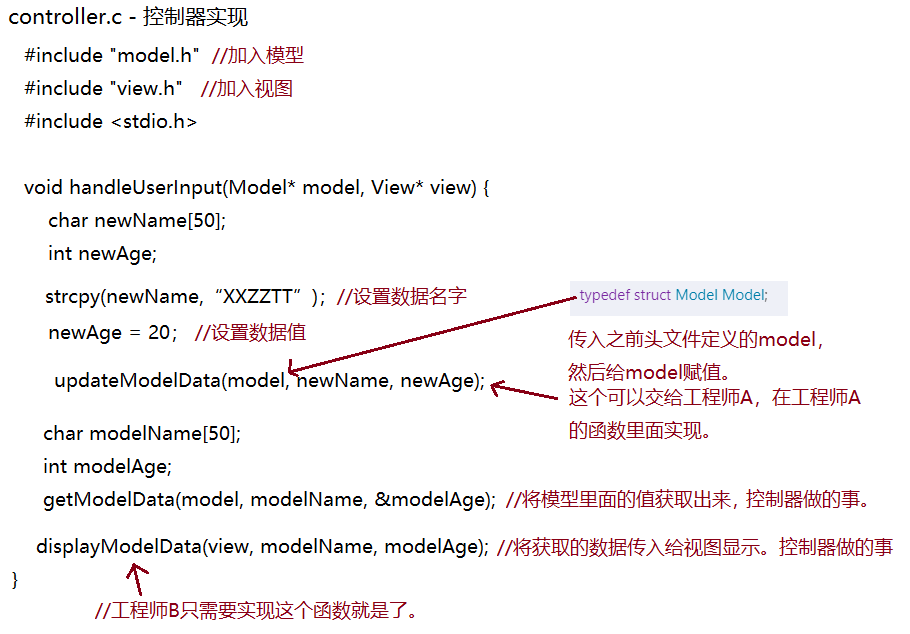 controller.c - 控制器实现
#include "model.h" //加入模型
#include "view.h" //加入视图
#include <stdio.h>
void handleUserInput(Model* model, View* view) {
char newName[50];
int newAge;
strcpy(newName,“XXZZTT”); //设置数据名字
typedef struct Model Model;
newAge = 20; //设置数据值
传入之前头文件定义的model，
然后给model赋值。
updateModelData(model, newName, newAge);
这个可以交给工程师A，在工程师A
的函数里面实现。
char modelName[50];
int modelAge;
getModelData(model, modelName, &modelAge); //将模型里面的值获取出来，控制器做的事。
displayModelData(view, modelName, modelAge); //将获取的数据传入给视图显示。控制器做的事
}
//工程师B只需要实现这个函数就是了。